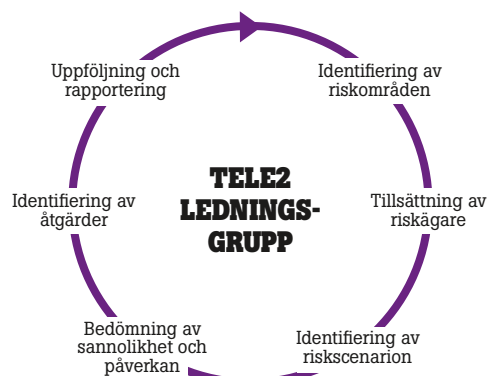 Identifiering av
riskområden
Tillsättning av
riskägare
Identifiering av
riskscenarion
Bedömning av
sannolikhet och
påverkan
Identifiering av
åtgärder
Uppföljning och
rapportering
TELE2
LEDNINGS-
GRUPP